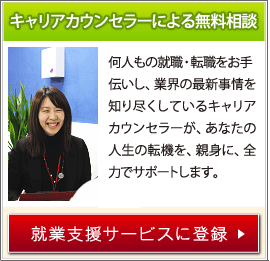 キャリアカウンセラーによる無料相談
何人もの就職・転職をお手
伝いし、業界の最新事情を
知り尽くしているキャリア
カウンセラーが、あなたの
人生の転機を、親身に、全
力でサポートします。
就業支援サービスに登録